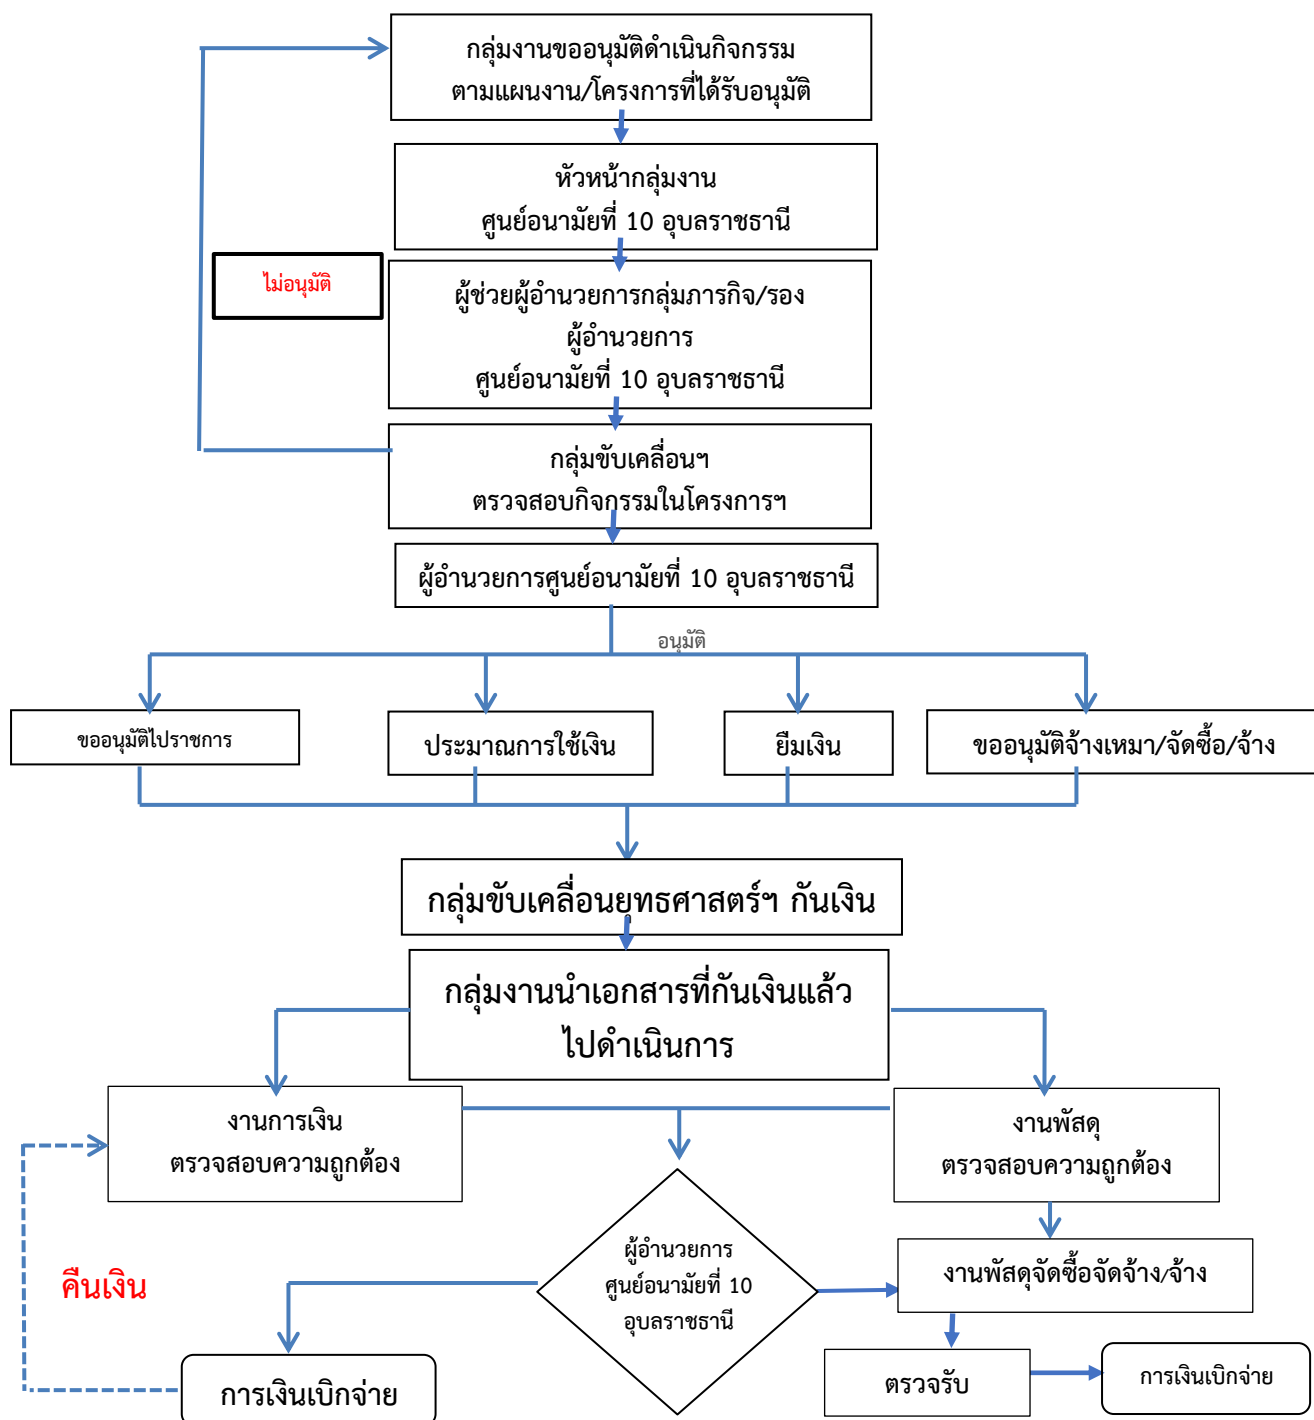 กลุ่มงานขออนุมัติดำเนินกิจกรรม
ตามแผนงาน/โครงการที่ได้รับอนุมัติ
หัวหน้ากลุ่มงาน
ศูนย์อนามัยที่ 10 อุบลราชธานี
ไม่อนุมัติ
ผู้ช่วยผู้อำนวยการกลุ่มภารกิจ/รอง
ผู้อำนวยการ
ศูนย์อนามัยที่ 10 อุบลราชธานี
กลุ่มขับเคลื่อนฯ
ตรวจสอบกิจกรรมในโครงการฯ
ผู้อำนวยการศูนย์อนามัยที่ 10 อุบลราชธานี
อนุมัติ
ขออนุมัติไปราชการ
ประมาณการใช้เงิน
ยืมเงิน
ขออนุมัติจ้างเหมา/จัดซื้อ/จ้าง
กลุ่มขับเคลื่อนยุทธศาสตร์ฯ กันเงิน
กลุ่มงานนำเอกสารที่กันเงินแล้ว
ไปดำเนินการ
งานการเงิน
ตรวจสอบความถูกต้อง
งานพัสดุ
ตรวจสอบความถูกต้อง
ผู้อำนวยการ
ศูนย์อนามัยที่ 10
อุบลราชธานี
งานพัสดุจัดซื้อจัดจ้าง/จ้าง
คืนเงิน
การเงินเบิกจ่าย
ตรวจรับ
การเงินเบิกจ่าย